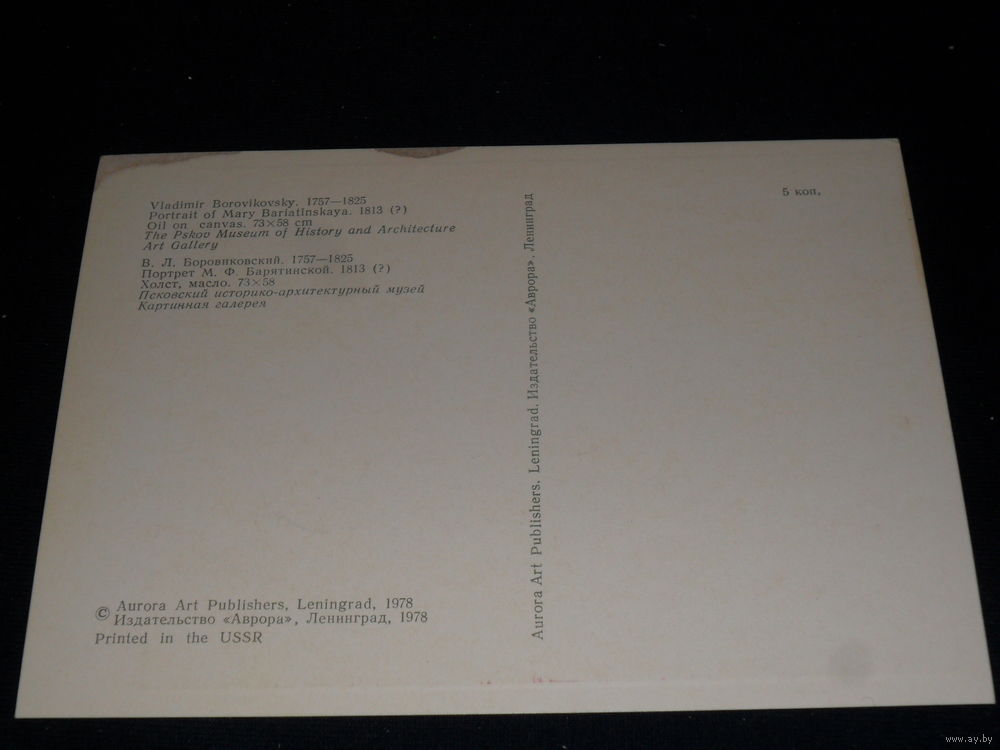 Vladimir Borovikovsky. 1757—1825
Portrait of Mary Bariatinskaya. 1813 (?)
Oil on canvas. 73×58 cm
The Pskov Museum of History and Architecture
Art Gallery
В. Л. Боровиковский. 1757—1825
Портрет М. Ф. Барятинской. 1813 (?)
Холст, масло. 73×58
Псковский историко-архитектурный музей
Картинная галерея
© Aurora Art Publishers, Leningrad, 1978
Издательство «Аврора», Ленинград, 1978
Printed in the USSR
Aurora Art Publishers. Leningrad. Издательство «Аврора». Ленинград
5 коп.
www.ay.by